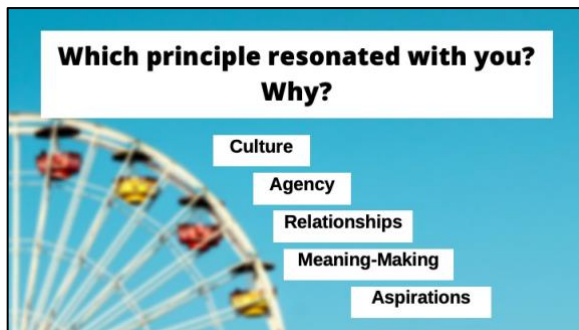 Which principle resonated with you?
Why?
Culture
Agency
Relationships
Meaning-Making
Aspirations